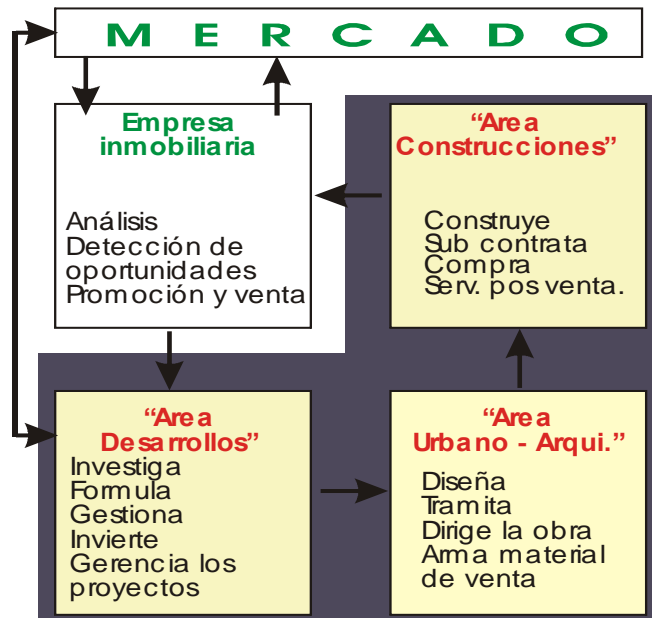 MERCADO
Empresa
inmobiliaria
Análisis
Detección de
oportunidades
Promoción y venta
“Area
Construcciones”
Construye
Sub contrata
Compra
Serv. pos venta.
“Area
Desarrollos”
Investiga
Formula
Gestiona
Invierte
Gerencia los
proyectos
“Area
Urbano - Arqui.”
Diseña
Tramita
Dirige la obra
Arma material
de venta